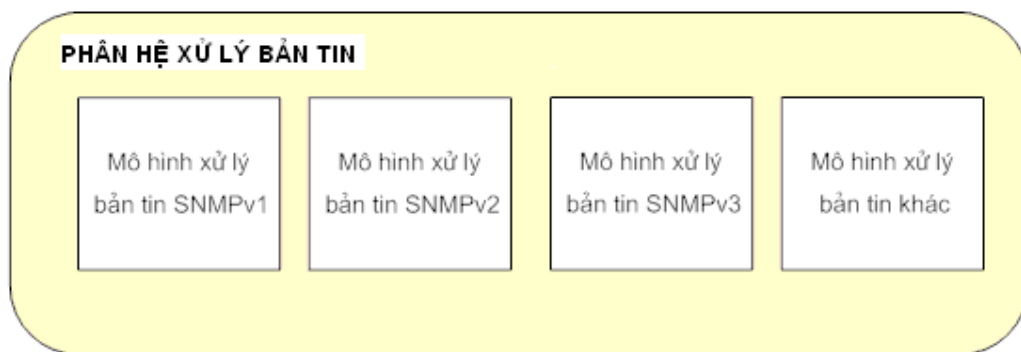 PHÂN HỆ XỬ LÝ BẢN TIN
Mô hình xử lý
bản tin SNMPv1
Mô hình xử lý
bản tin SNMPv2
Mô hình xử lý
bản tin SNMPv3
Mô hình xử lý
bản tin khác